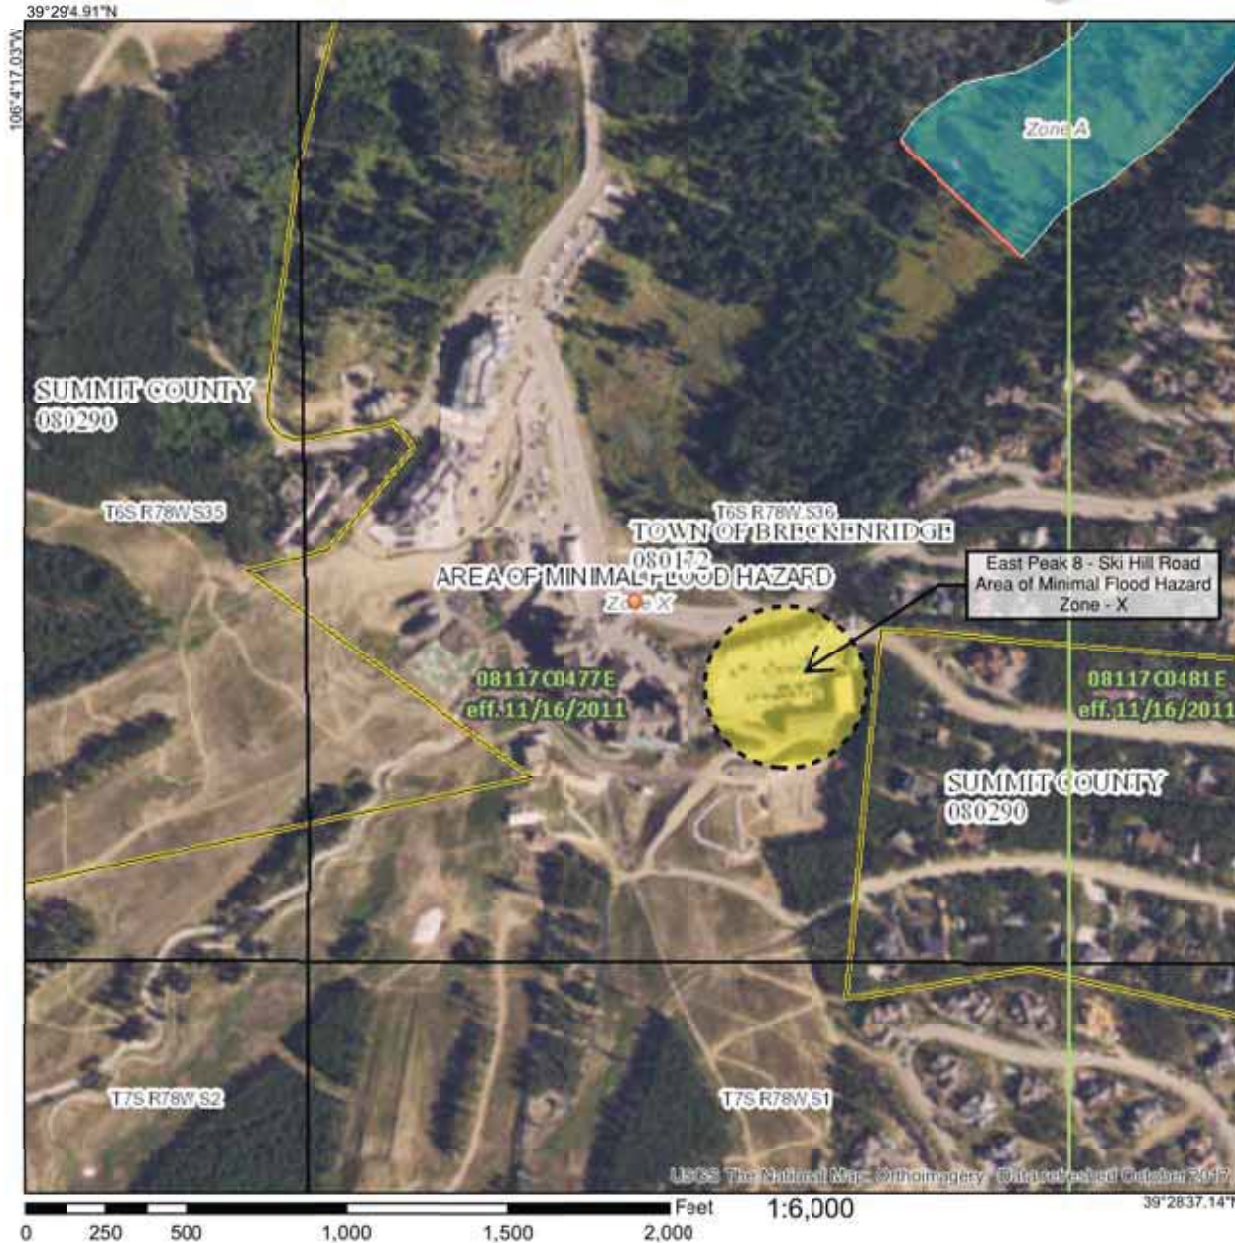 39°29'4.91"N
106°4'17.03"W
Zone A
SUMMIT COUNTY
080290
T6S R78W S35
T6S R78W S36
TOWN OF BRECKENRIDGE
080172
AREA OF MINIMAL FLOOD HAZARD
Zone X
East Peak 8 - Ski Hill Road
Area of Minimal Flood Hazard
Zone - X
08117C0477E
eff. 11/16/2011
08117C0481E
eff. 11/16/2011
SUMMIT COUNTY
080290
T7S R78W S2
T7S R78W S1
USGS The National Map: Orthoimagery. Data refreshed October 2017.
39°28'37.14"N
Feet
1:6,000
0
250
500
1,000
1,500
2,000